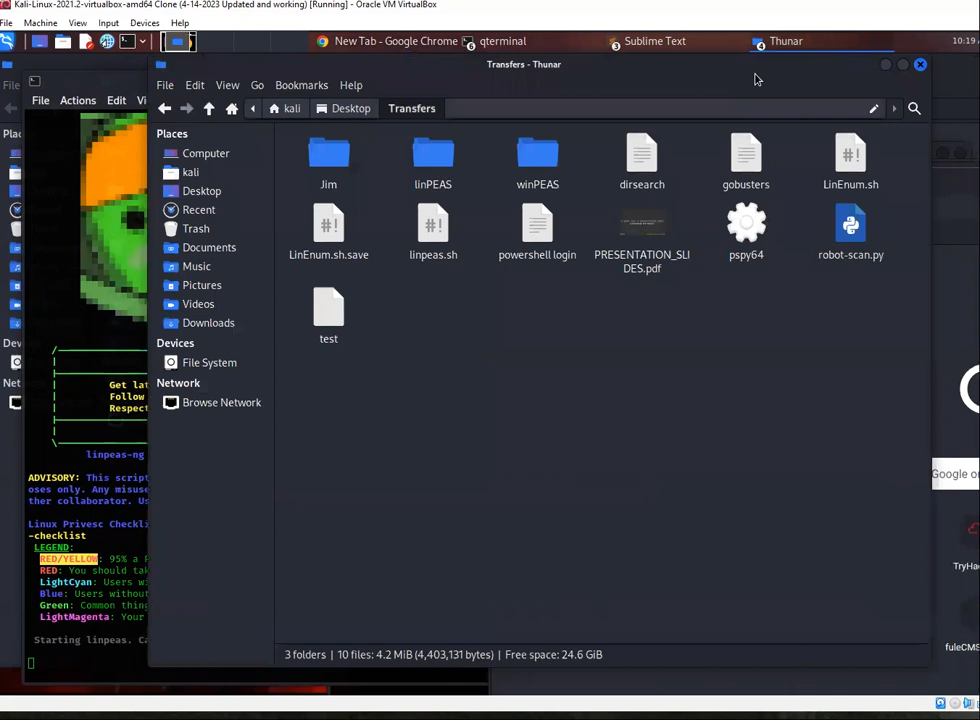 Kali-Linux-2021.2-virtualbox-amd64 Clone (4-14-2023 Updated and working) [Running] - Oracle VM VirtualBox
File Machine View Input Devices Help
New Tab - Google Chrome 6 qterminal 3 Sublime Text 4 Thunar 10:19
Transfers - Thunar
File Edit View Go Bookmarks Help
File Actions Edit
kali Desktop Transfers
Places
Computer
kali
Desktop
Recent
Trash
Documents
Music
Pictures
Videos
Downloads
Devices
File System
Network
Browse Network
Jim linPEAS winPEAS dirsearch gobusters LinEnum.sh
LinEnum.sh.save linpeas.sh powershell login PRESENTATION_SLI
DES.pdf pspy64 robot-scan.py
test
Get
Follow
Respect
linpeas-ng
ADVISORY: This script
oses only. Any misuse
ther collaborator.
Linux Privesc Checkli
-checklist
LEGEND:
RED/YELLOW: 95% a
RED: You should
LightCyan: Users
Blue: Users without
Green: Common thing
LightMagenta: Your
Starting linpeas.
Google
TryHa
fuleCMS
3 folders | 10 files: 4.2 MiB (4,403,131 bytes) | Free space: 24.6 GiB